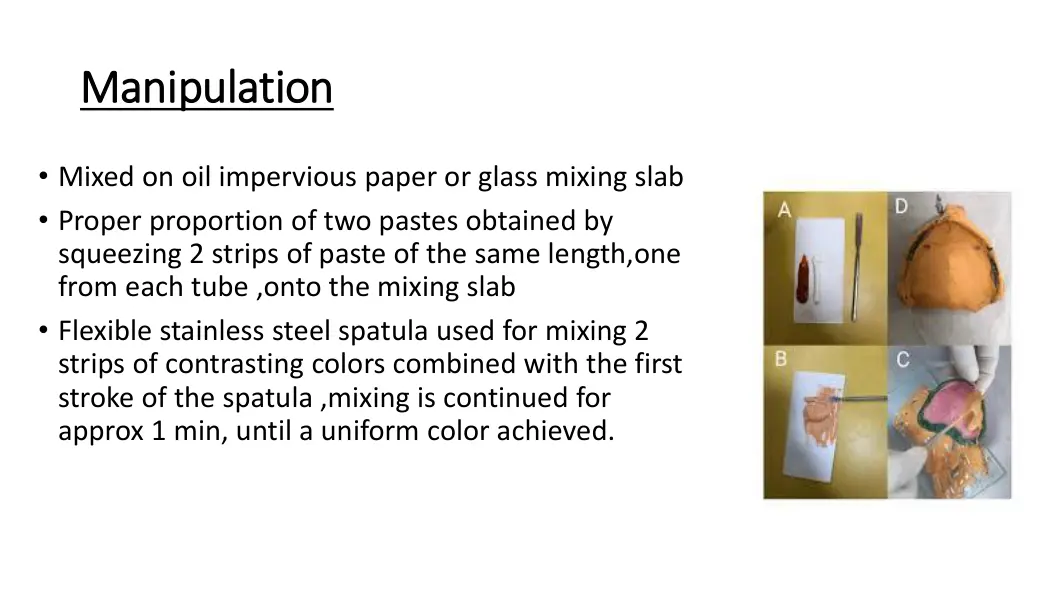 Manipulation
• Mixed on oil impervious paper or glass mixing slab
• Proper proportion of two pastes obtained by
squeezing 2 strips of paste of the same length,one
from each tube ,onto the mixing slab
• Flexible stainless steel spatula used for mixing 2
strips of contrasting colors combined with the first
stroke of the spatula ,mixing is continued for
approx 1 min, until a uniform color achieved.
A
D
B
C